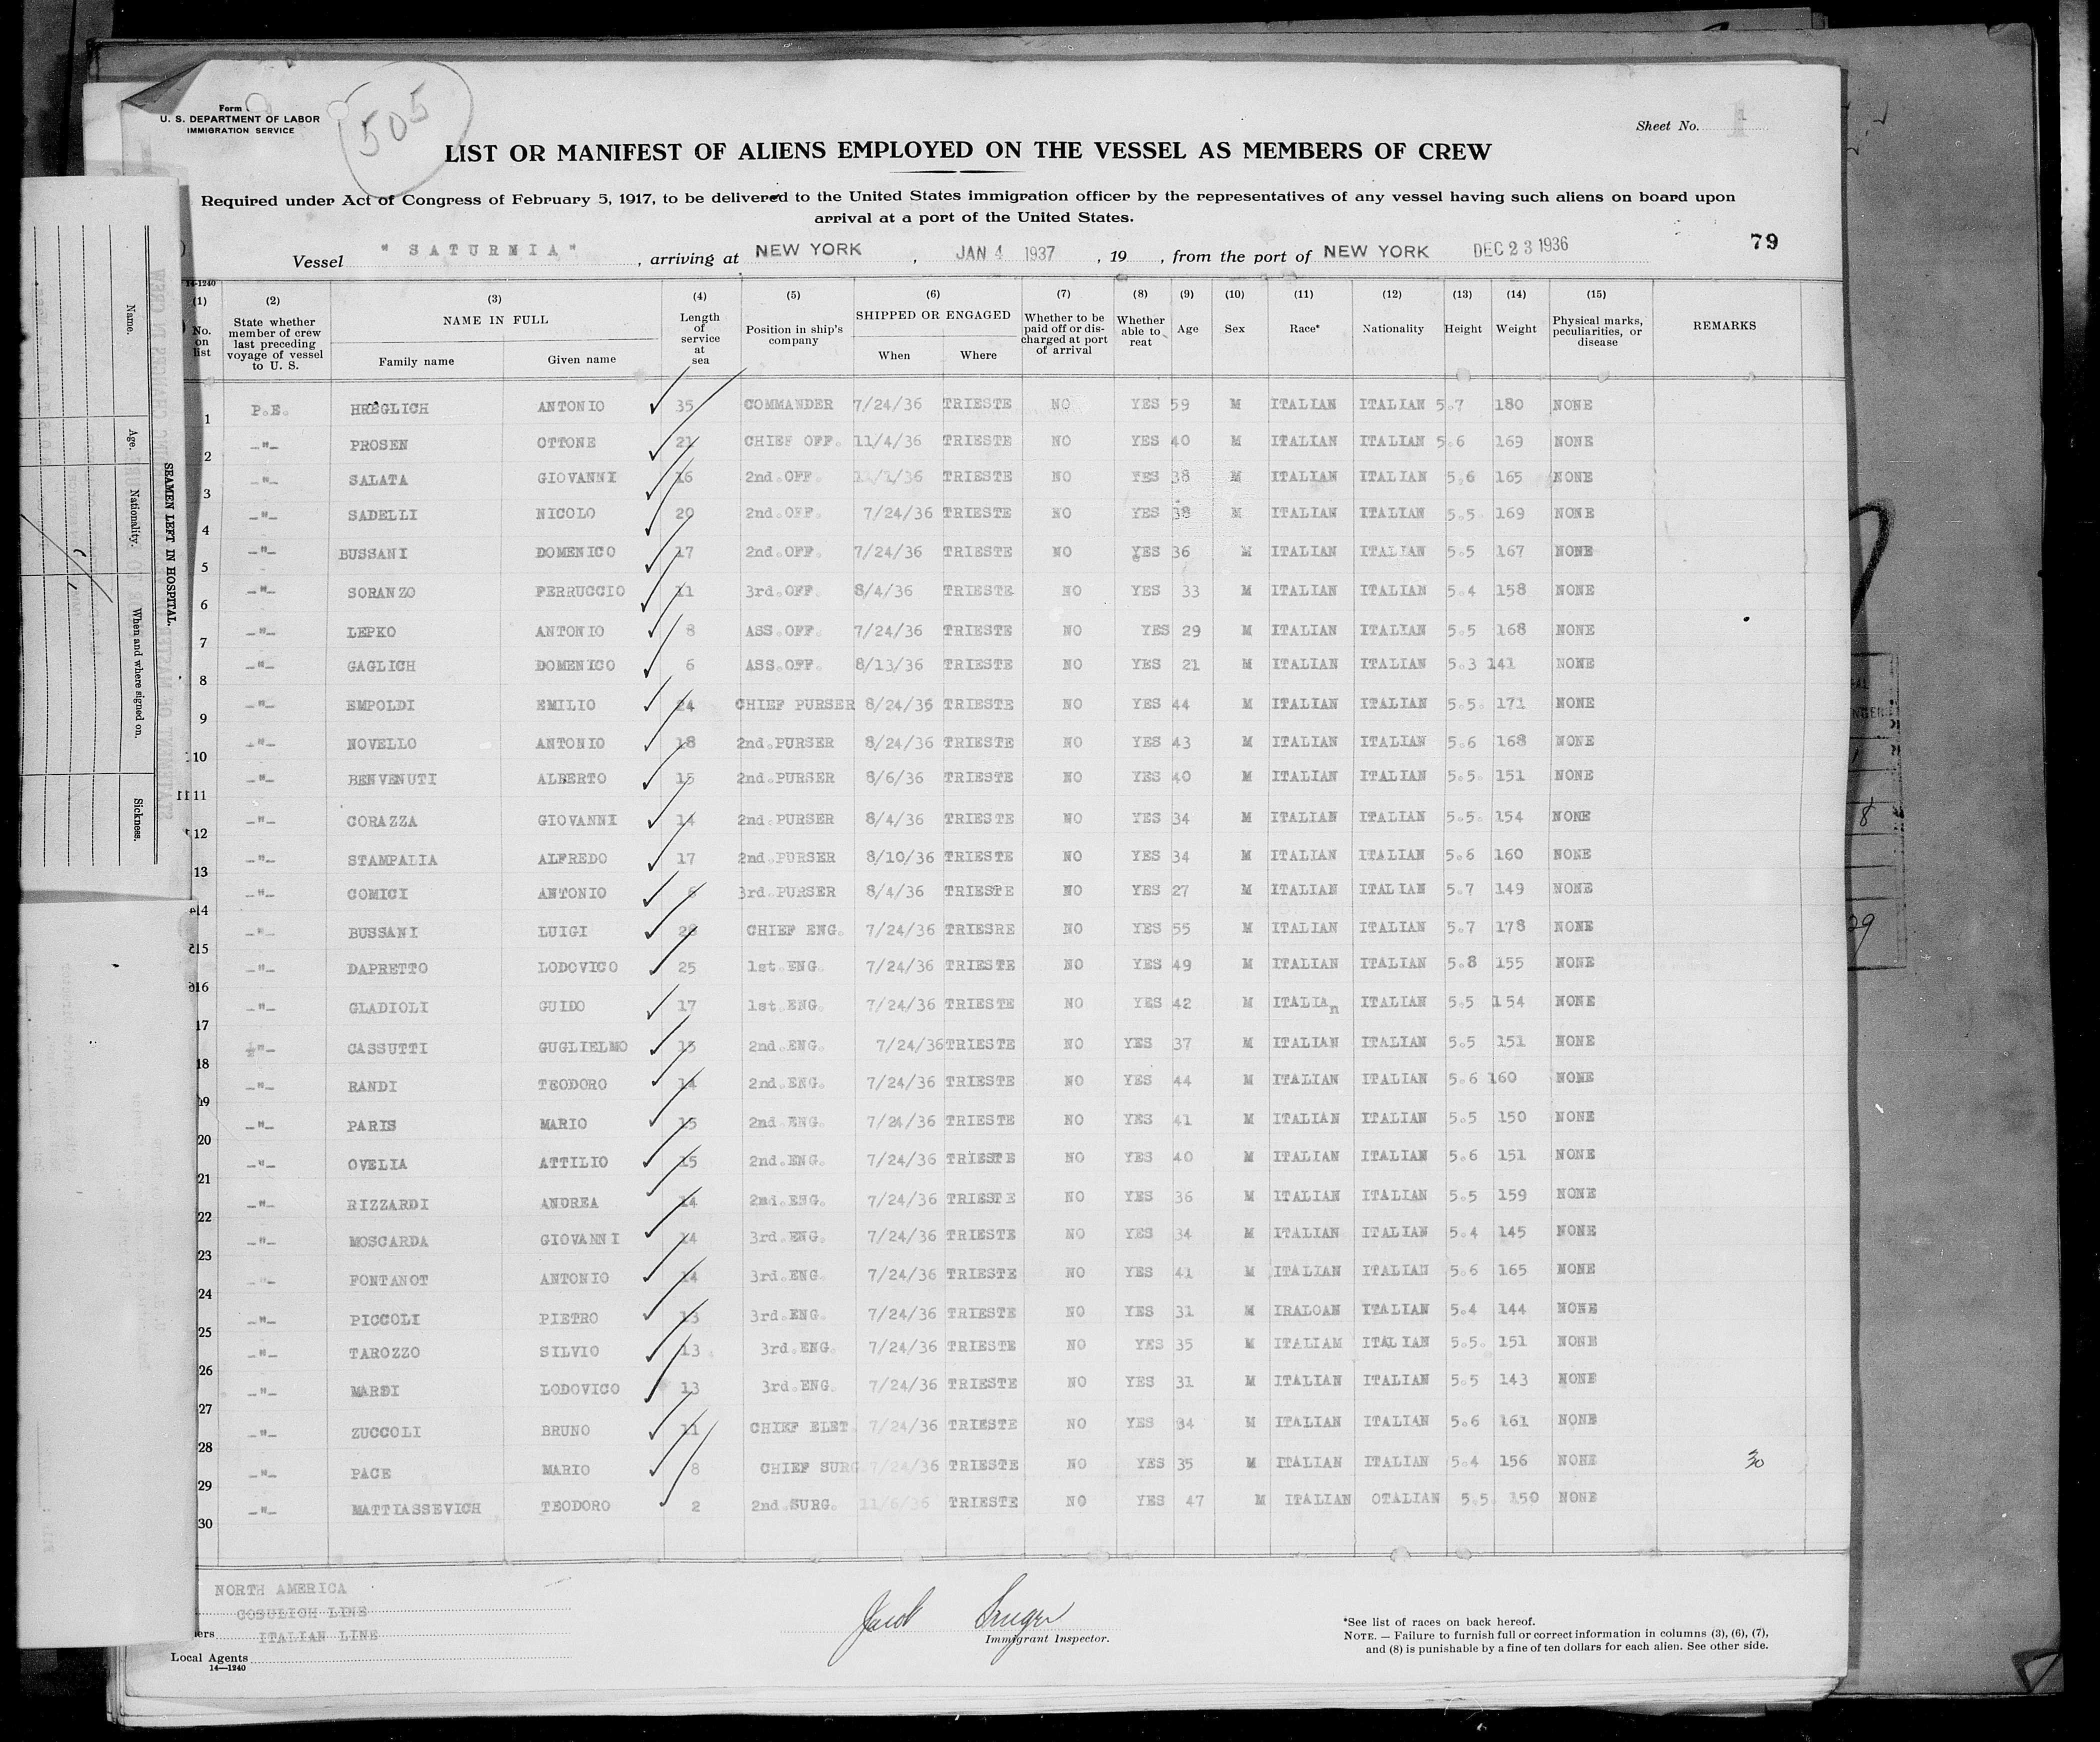 505
Form
U. S. DEPARTMENT OF LABOR
IMMIGRATION SERVICE
Sheet No.
LIST OR MANIFEST OF ALIENS EMPLOYED ON THE VESSEL AS MEMBERS OF CREW
Required under Act of Congress of February 5, 1917, to be delivered to the United States immigration officer by the representatives of any vessel having such aliens on board upon
arrival at a port of the United States.
79
Vessel " SATURNIA " , arriving at NEW YORK , JAN 4 1937 , 19 , from the port of NEW YORK DEC 23 1936
14-1240
(1) (2) (3) (4) (5) (6) (7) (8) (9) (10) (11) (12) (13) (14) (15)
No. on list | State whether member of crew last preceding voyage of vessel to U. S. | NAME IN FULL | Family name | Given name | Length of service at sea | Position in ship's company | SHIPPED OR ENGAGED | When | Where | Whether to be paid off or discharged at port of arrival | Whether able to reat | Age | Sex | Race* | Nationality | Height | Weight | Physical marks, peculiarities, or disease | REMARKS
1 P.E. HREGLICH ANTONIO 35 COMMANDER 7/24/36 TRIESTE NO YES 59 M ITALIAN ITALIAN 5.7 180 NONE
2 -"- PROSEN OTTONE 21 CHIEF OFF. 11/4/36 TRIESTE NO YES 40 M ITALIAN ITALIAN 5.6 169 NONE
3 -"- SALATA GIOVANNI 16 2nd.OFF. TRIESTE NO YES 38 M ITALIAN ITALIAN 5.6 165 NONE
4 -"- SADELLI NICOLO 20 2nd.OFF. 7/24/36 TRIESTE NO YES 38 M ITALIAN ITALIAN 5.5 169 NONE
5 -"- BUSSANI DOMENICO 17 2nd.OFF. 7/24/36 TRIESTE NO YES 36 M ITALIAN ITALIAN 5.5 167 NONE
6 -"- SORANZO FERRUCCIO 11 3rd.OFF. 8/4/36 TRIESTE NO YES 33 M ITALIAN ITALIAN 5.4 158 NONE
7 -"- LEPKO ANTONIO 8 ASS.OFF. 7/24/36 TRIESTE NO YES 29 M ITALIAN ITALIAN 5.5 168 NONE
8 -"- GAGLICH DOMENICO 6 ASS.OFF. 8/13/36 TRIESTE NO YES 21 M ITALIAN ITALIAN 5.3 141 NONE
9 -"- EMPOLDI EMILIO 24 CHIEF PURSER 8/24/36 TRIESTE NO YES 44 M ITALIAN ITALIAN 5.5. 171 NONE
10 -"- NOVELLO ANTONIO 18 2nd.PURSER 8/24/36 TRIESTE NO YES 43 M ITALIAN ITALIAN 5.6 168 NONE
11 -"- BENVENUTI ALBERTO 15 2nd.PURSER 8/6/36 TRIESTE NO YES 40 M ITALIAN ITALIAN 5.5. 151 NONE
12 -"- CORAZZA GIOVANNI 14 2nd.PURSER 8/4/36 TRIESTE NO YES 34 M ITALIAN ITALIAN 5.5. 154 NONE
13 -"- STAMPALIA ALFREDO 17 2nd.PURSER 8/10/36 TRIESTE NO YES 34 M ITALIAN ITALIAN 5.6 160 NONE
14 -"- COMICI ANTONIO 6 3rd.PURSER 8/4/36 TRIESTE NO YES 27 M ITALIAN ITALIAN 5.7 149 NONE
15 -"- BUSSANI LUIGI CHIEF ENG. 7/24/36 TRIESRE NO YES 55 M ITALIAN ITALIAN 5.7 178 NONE
16 -"- DAPRETTO LODOVICO 25 1st.ENG. 7/24/36 TRIESTE NO YES 49 M ITALIAN ITALIAN 5.8 155 NONE
17 -"- GLADIOLI GUIDO 17 1st.ENG. 7/24/36 TRIESTE NO YES 42 M ITALIAn ITALIAN 5.5 154 NONE
18 -"- CASSUTTI GUGLIELMO 15 2nd.ENG. 7/24/36 TRIESTE NO YES 37 M ITALIAN ITALIAN 5.5 151 NONE
19 -"- RANDI TEODORO 14 2nd.ENG. 7/24/36 TRIESTE NO YES 44 M ITALIAN ITALIAN 5.6 160 NONE
20 -"- PARIS MARIO 15 2nd.ENG. 7/24/36 TRIESTE NO YES 41 M ITALIAN ITALIAN 5.5 150 NONE
21 -"- OVELIA ATTILIO 15 2nd.ENG. 7/24/36 TRIESTE NO YES 40 M ITALIAN ITALIAN 5.6 151 NONE
22 -"- RIZZARDI ANDREA 14 2nd.ENG. 7/24/36 TRIESTE NO YES 36 M ITALIAN ITALIAN 5.5 159 NONE
23 -"- MOSCARDA GIOVANNI 14 3rd.ENG. 7/24/36 TRIESTE NO YES 34 M ITALIAN ITALIAN 5.4 145 NONE
24 -"- FONTANOT ANTONIO 14 3rd.ENG. 7/24/36 TRIESTE NO YES 41 M ITALIAN ITALIAN 5.6 165 NONE
25 -"- PICCOLI PIETRO 13 3rd.ENG. 7/24/36 TRIESTE NO YES 31 M IRALOAN ITALIAN 5.4 144 NONE
26 -"- TAROZZO SILVIO 13 3rd.ENG. 7/24/36 TRIESTE NO YES 35 M ITALIAM ITALIAN 5.5. 151 NONE
27 -"- LODOVICO 13 3rd.ENG. 7/24/36 TRIESTE NO YES 31 M ITALIAN ITALIAN 5.5 143 NONE
28 -"- ZUCCOLI BRUNO 11 CHIEF ELET. 7/24/36 TRIESTE NO YES 34 M ITALIAN ITALIAN 5.6 161 NONE
29 -"- PACE MARIO 8 CHIEF SURG 7/24/36 TRIESTE NO YES 35 M ITALIAN ITALIAN 5.4 156 NONE 30
30 -"- MATTIASSEVICH TEODORO 2 2nd.SURG. 11/6/36 TRIESTE NO YES 47 M ITALIAN OTALIAN 5.5. 150 NONE
NORTH AMERICA
COSULICH LINE
ers ITALIAN LINE
Local Agents
14—1240
Immigrant Inspector.
*See list of races on back hereof.
NOTE. — Failure to furnish full or correct information in columns (3), (6), (7),
and (8) is punishable by a fine of ten dollars for each alien. See other side.
SEAMEN LEFT IN HOSPITAL.
Name. Age. Nationality. When and where signed on. Sickness.
8
29